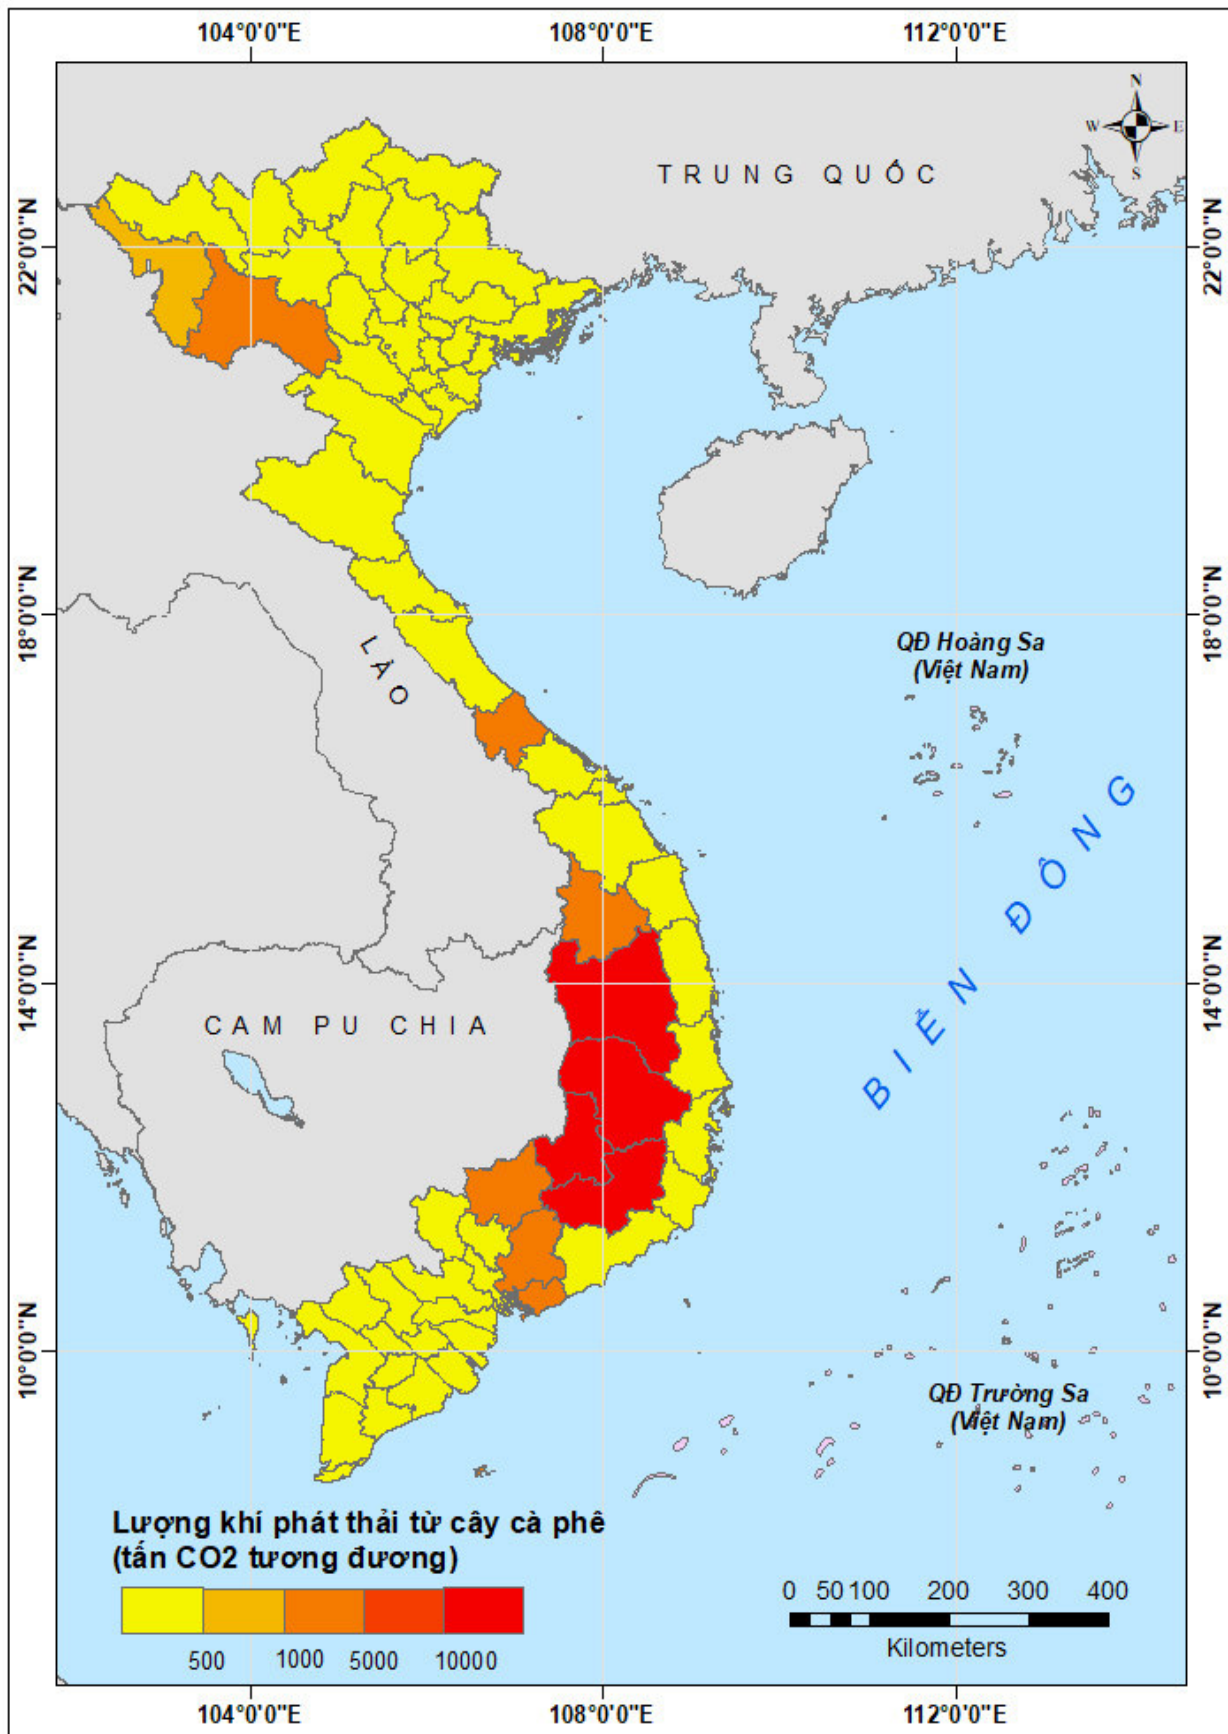 104°0'0"E 108°0'0"E 112°0'0"E
N
W E
S
TRUNG QUỐC
22°0'0"N 22°0'0"N
18°0'0"N 18°0'0"N
LÀO
QĐ Hoàng Sa
(Việt Nam)
BIỂN ĐÔNG
14°0'0"N 14°0'0"N
CAM PU CHIA
10°0'0"N 10°0'0"N
QĐ Trường Sa
(Việt Nam)
Lượng khí phát thải từ cây cà phê
(tấn CO2 tương đương)
500 1000 5000 10000
0 50 100 200 300 400
Kilometers
104°0'0"E 108°0'0"E 112°0'0"E